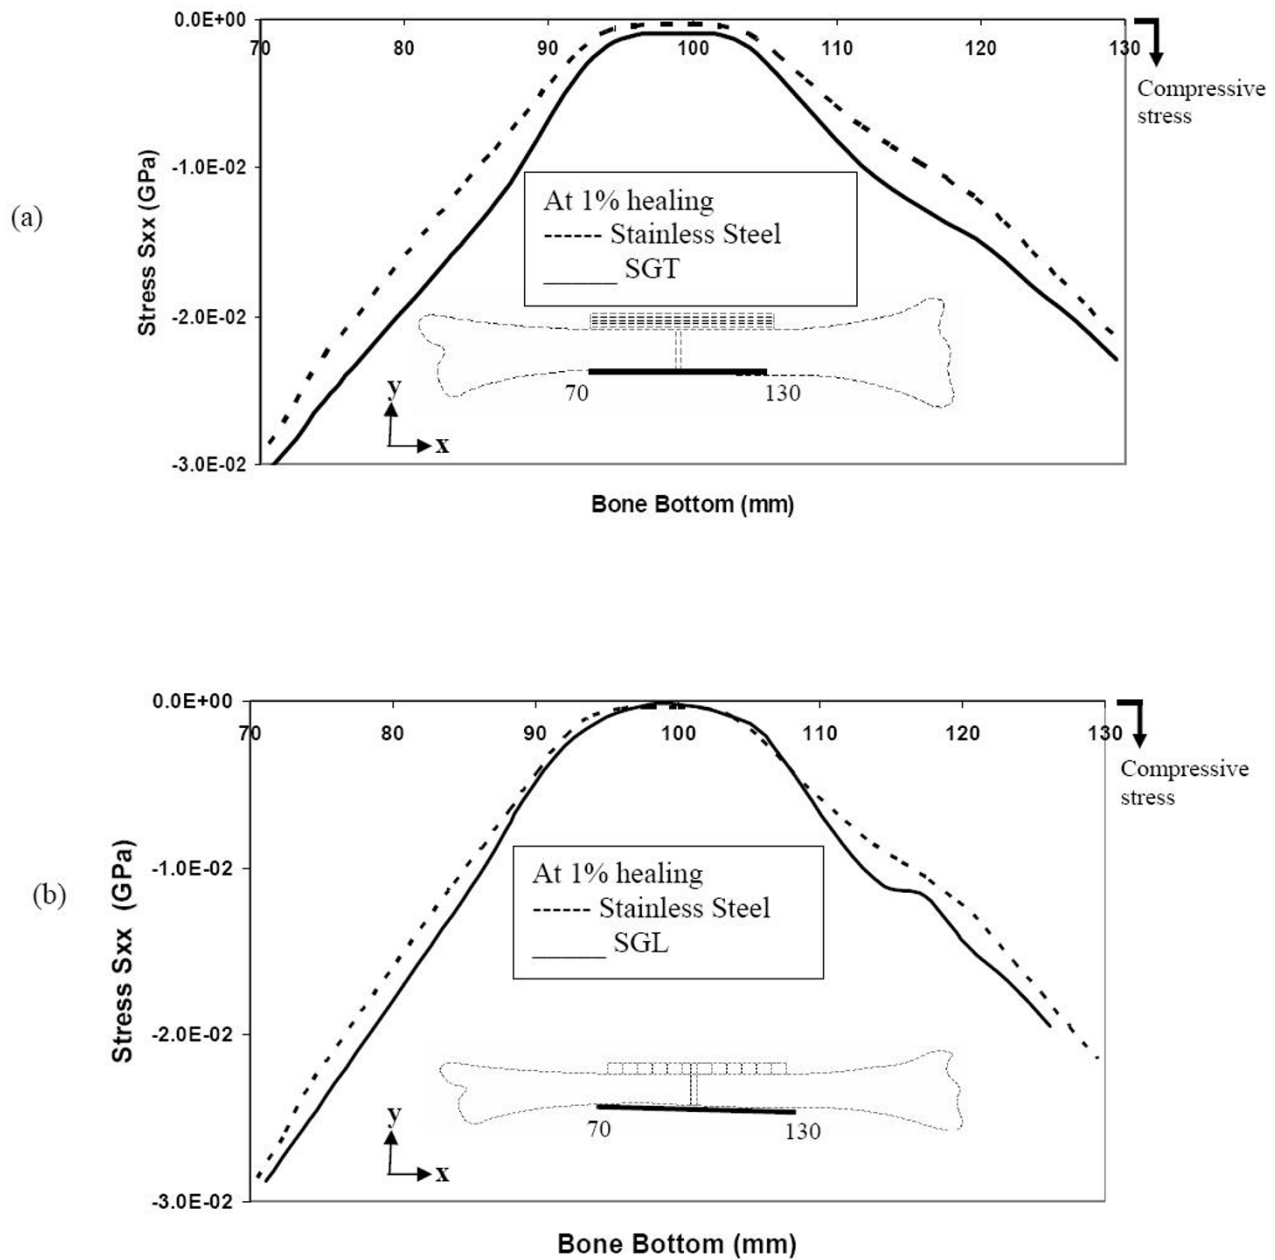 (a)
0.0E+00
70 80 90 100 110 120 130
Compressive
stress
Stress Sxx (GPa)
-1.0E-02
At 1% healing
------ Stainless Steel
_____ SGT
-2.0E-02
70 130
y
x
-3.0E-02
Bone Bottom (mm)
(b)
0.0E+00
70 80 90 100 110 120 130
Compressive
stress
Stress Sxx (GPa)
-1.0E-02
At 1% healing
------ Stainless Steel
_____ SGL
-2.0E-02
70 130
y
x
-3.0E-02
Bone Bottom (mm)